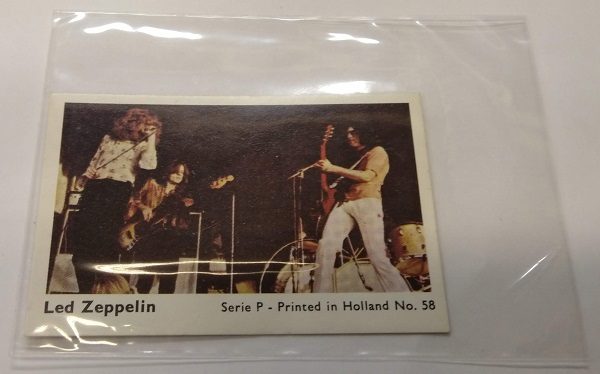 Led Zeppelin Serie P - Printed in Holland No. 58